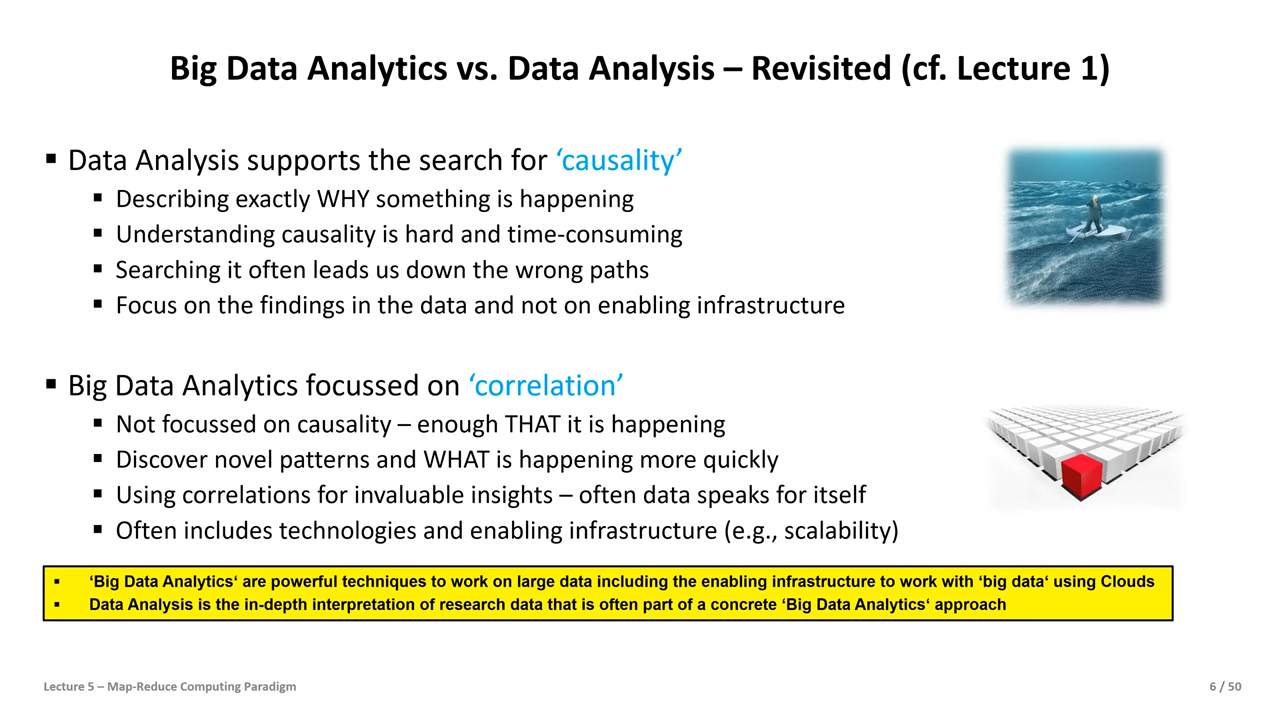 Big Data Analytics vs. Data Analysis – Revisited (cf. Lecture 1)
▪ Data Analysis supports the search for ‘causality’
▪ Describing exactly WHY something is happening
▪ Understanding causality is hard and time-consuming
▪ Searching it often leads us down the wrong paths
▪ Focus on the findings in the data and not on enabling infrastructure
▪ Big Data Analytics focussed on ‘correlation’
▪ Not focussed on causality – enough THAT it is happening
▪ Discover novel patterns and WHAT is happening more quickly
▪ Using correlations for invaluable insights – often data speaks for itself
▪ Often includes technologies and enabling infrastructure (e.g., scalability)
▪ ‘Big Data Analytics‘ are powerful techniques to work on large data including the enabling infrastructure to work with ‘big data‘ using Clouds
▪ Data Analysis is the in-depth interpretation of research data that is often part of a concrete ‘Big Data Analytics‘ approach
Lecture 5 – Map-Reduce Computing Paradigm
6 / 50